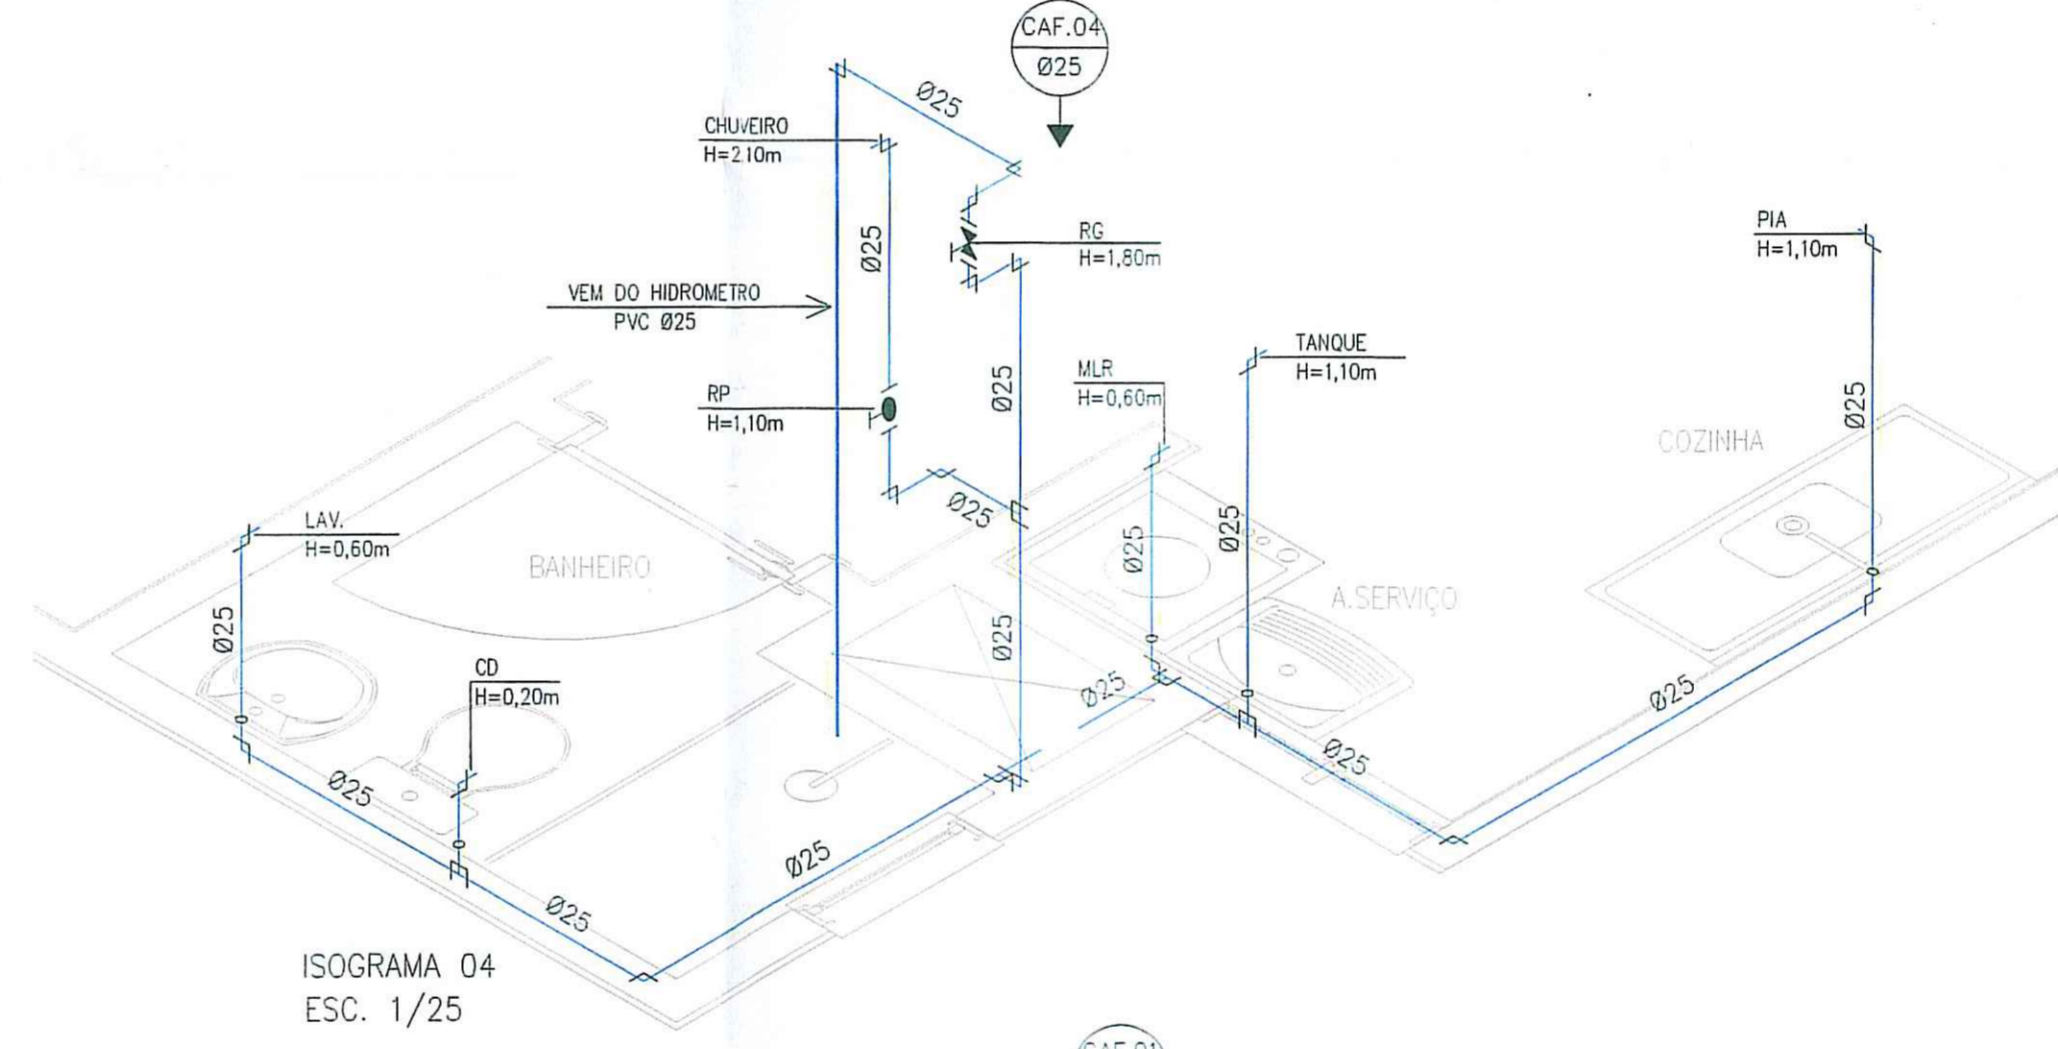 CAF.04
Ø25
Ø25
CHUVEIRO
H=2.10m
Ø25
RG
H=1,80m
PIA
H=1,10m
VEM DO HIDROMETRO
PVC Ø25
TANQUE
H=1,10m
MLR
H=0,60m
RP
H=1,10m
Ø25
Ø25
COZINHA
Ø25
LAV.
H=0,60m
BANHEIRO
Ø25
Ø25
A.SERVIÇO
Ø25
Ø25
CD
H=0,20m
Ø25
Ø25
Ø25
Ø25
Ø25
Ø25
ISOGRAMA 04
ESC. 1/25
CAF.01